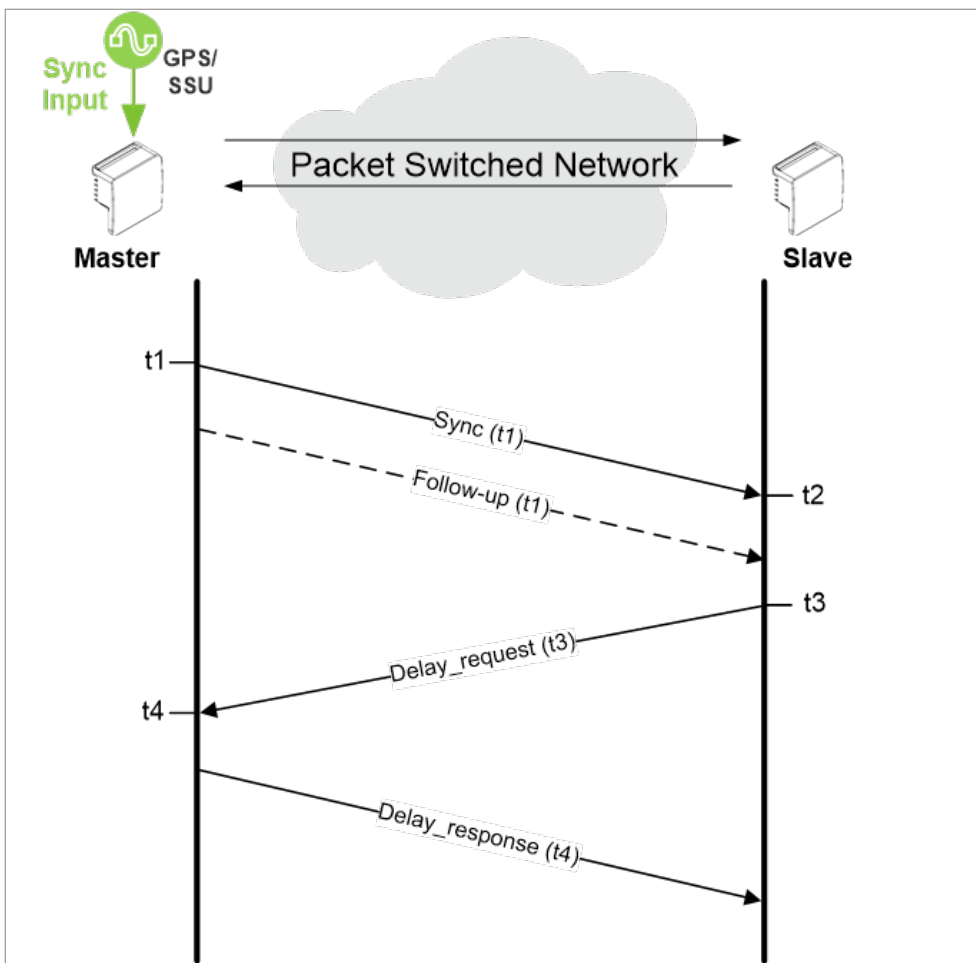 Sync
Input
GPS/
SSU
Packet Switched Network
Master
Slave
t1
Sync (t1)
Follow-up (t1)
t2
t3
Delay_request (t3)
t4
Delay_response (t4)